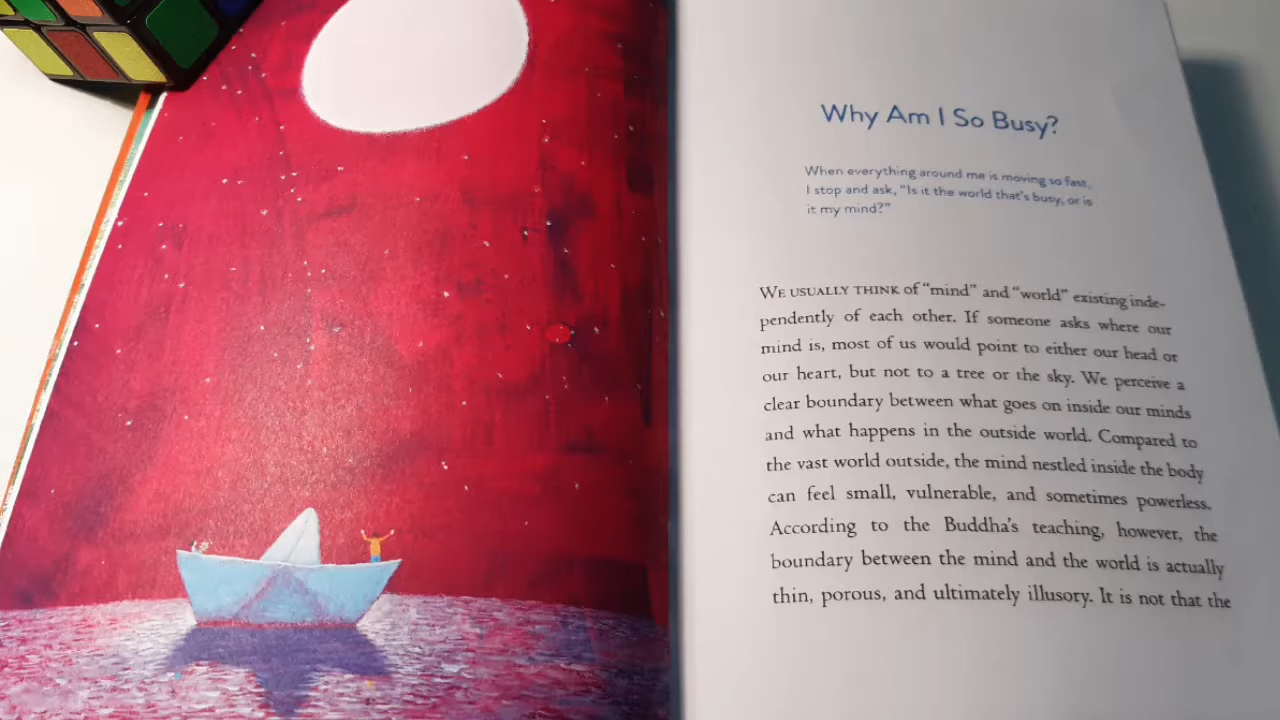 Why Am I So Busy?
When everything around me is moving so fast,
I stop and ask, "Is it the world that's busy, or is
it my mind?"
WE USUALLY THINK of "mind" and "world" existing inde-
pendently of each other. If someone asks where our
mind is, most of us would point to either our head or
our heart, but not to a tree or the sky. We perceive a
clear boundary between what goes on inside our minds
and what happens in the outside world. Compared to
the vast world outside, the mind nestled inside the body
can feel small, vulnerable, and sometimes powerless.
According to the Buddha's teaching, however, the
boundary between the mind and the world is actually
thin, porous, and ultimately illusory. It is not that the